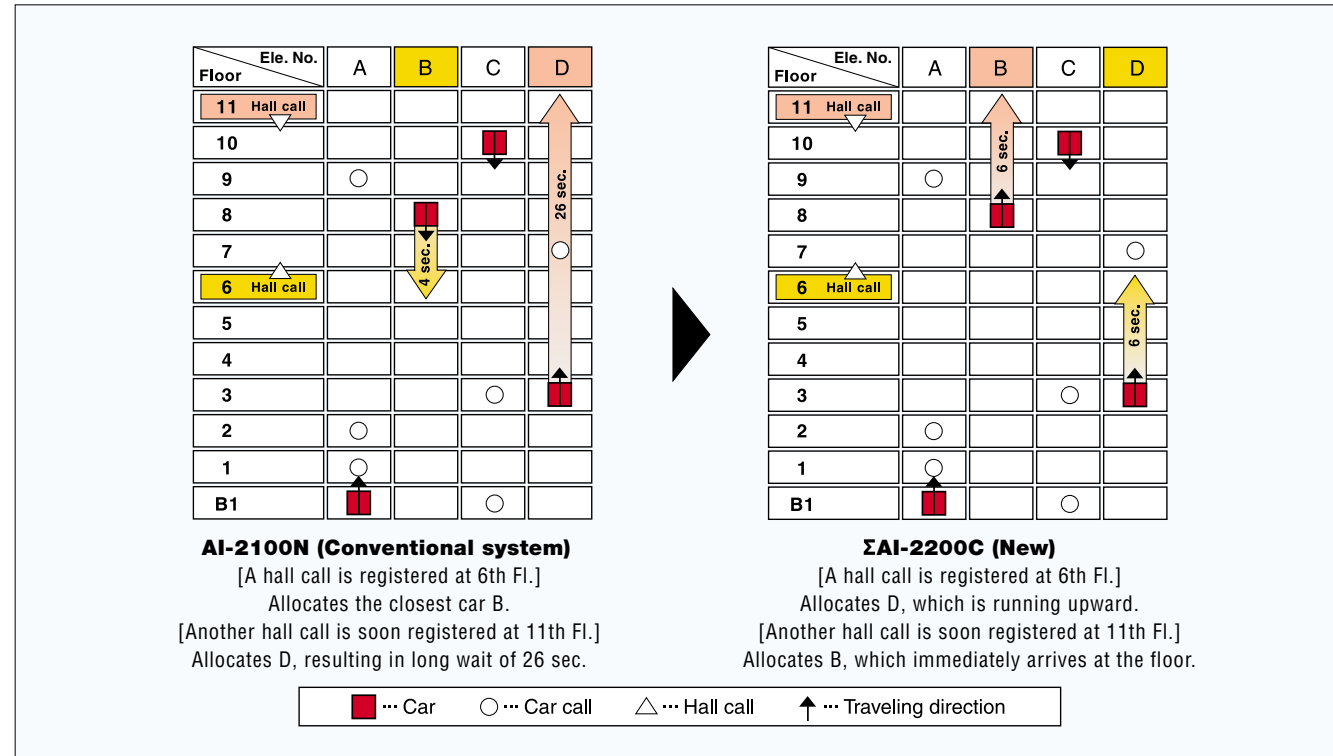 Ele. No.
Floor
A B C D
11 Hall call
10
9
8
7
6 Hall call
5
4
3
2
1
B1
4 sec.
26 sec.
AI-2100N (Conventional system)
[A hall call is registered at 6th Fl.]
Allocates the closest car B.
[Another hall call is soon registered at 11th Fl.]
Allocates D, resulting in long wait of 26 sec.
Ele. No.
Floor
A B C D
11 Hall call
10
9
8
7
6 Hall call
5
4
3
2
1
B1
6 sec.
6 sec.
ΣAI-2200C (New)
[A hall call is registered at 6th Fl.]
Allocates D, which is running upward.
[Another hall call is soon registered at 11th Fl.]
Allocates B, which immediately arrives at the floor.
··· Car ··· Car call ··· Hall call ··· Traveling direction